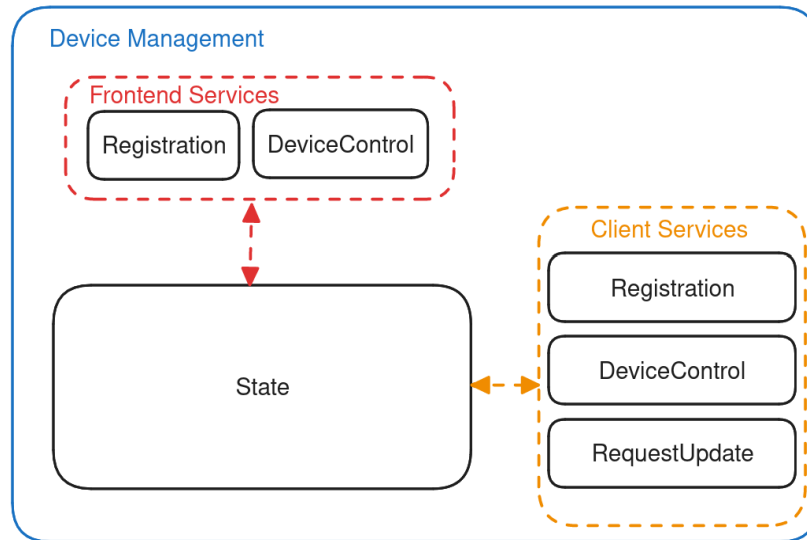 Device Management
Frontend Services
Registration
DeviceControl
Client Services
Registration
State
DeviceControl
RequestUpdate